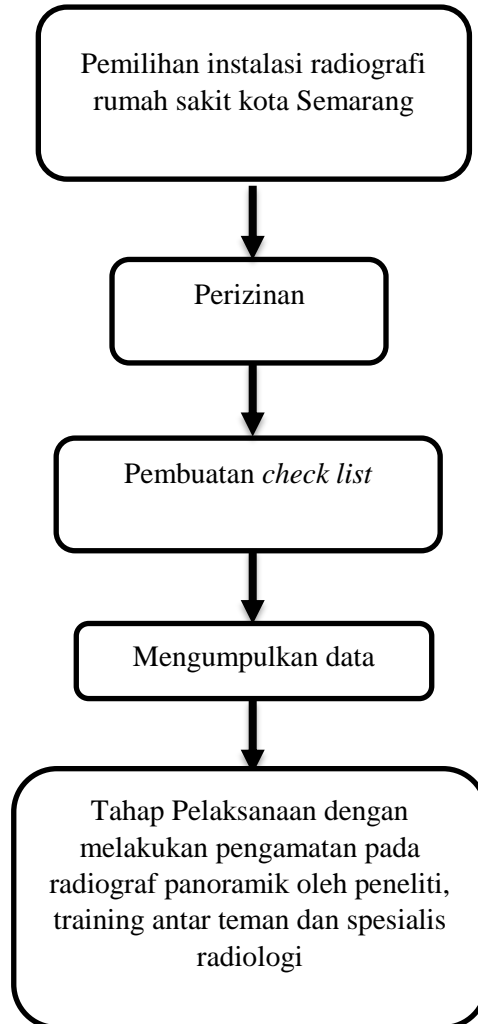 Pemilihan instalasi radiografi
rumah sakit kota Semarang
Perizinan
Pembuatan check list
Mengumpulkan data
Tahap Pelaksanaan dengan
melakukan pengamatan pada
radiograf panoramik oleh peneliti,
training antar teman dan spesialis
radiologi